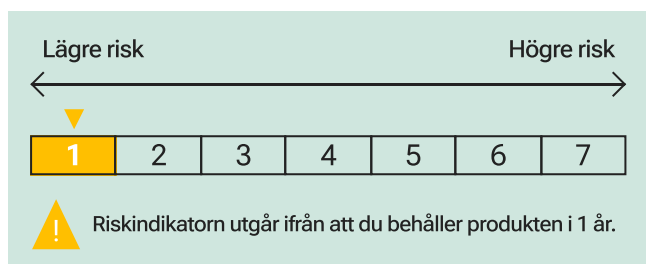 Lägre risk Högre risk
1 2 3 4 5 6 7
! Riskindikatorn utgår ifrån att du behåller produkten i 1 år.